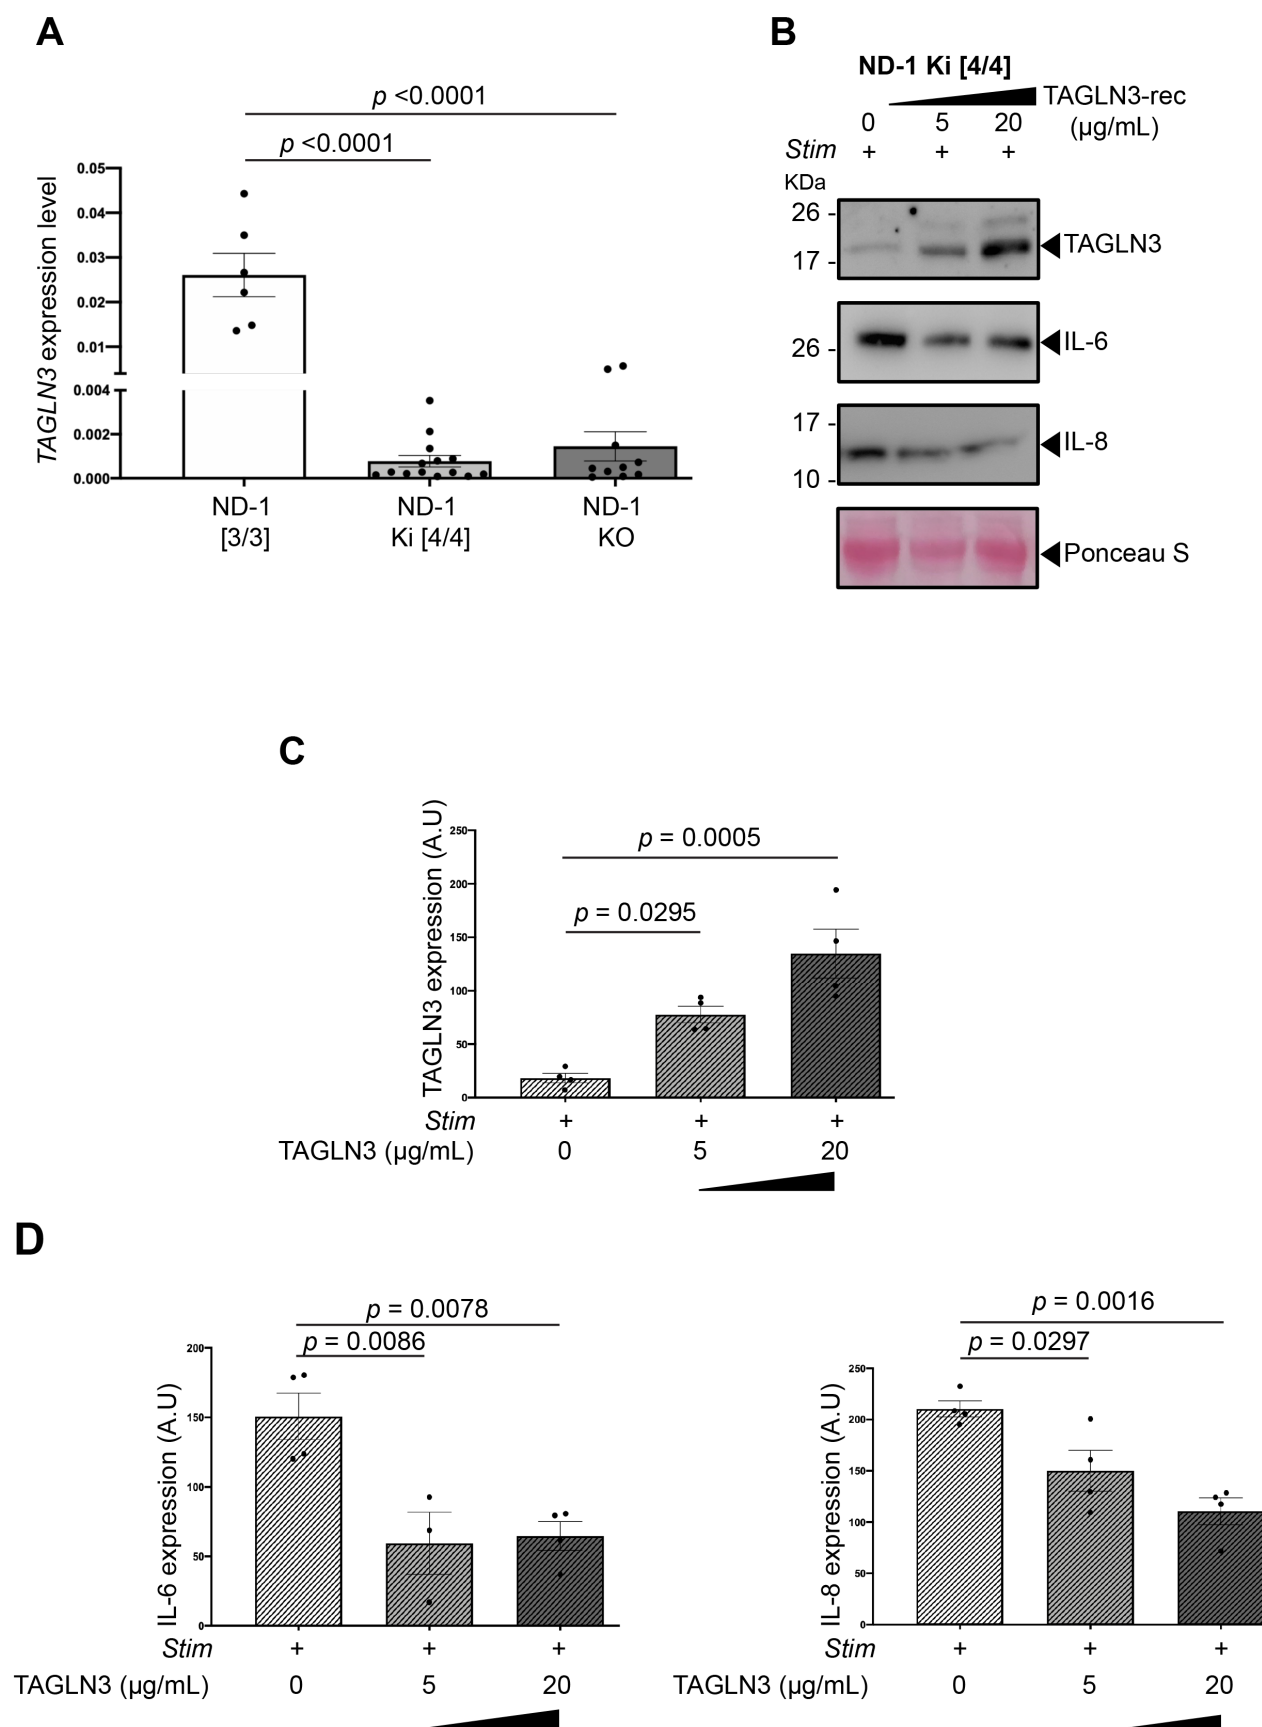 A
p <0.0001
p <0.0001
TAGLN3 expression level
0.05
0.04
0.03
0.02
0.01
0.004
0.002
0.000
ND-1 [3/3]
ND-1 Ki [4/4]
ND-1 KO
B
ND-1 Ki [4/4]
TAGLN3-rec
0 5 20 (µg/mL)
Stim + + +
KDa
26 -
17 -
TAGLN3
26 -
IL-6
17 -
10 -
IL-8
Ponceau S
C
TAGLN3 expression (A.U)
250
200
150
100
50
0
p = 0.0005
p = 0.0295
Stim + + +
TAGLN3 (µg/mL) 0 5 20
D
p = 0.0078
p = 0.0086
IL-6 expression (A.U)
200
150
100
50
0
Stim + + +
TAGLN3 (µg/mL) 0 5 20
p = 0.0016
p = 0.0297
IL-8 expression (A.U)
250
200
150
100
50
0
Stim + + +
TAGLN3 (µg/mL) 0 5 20